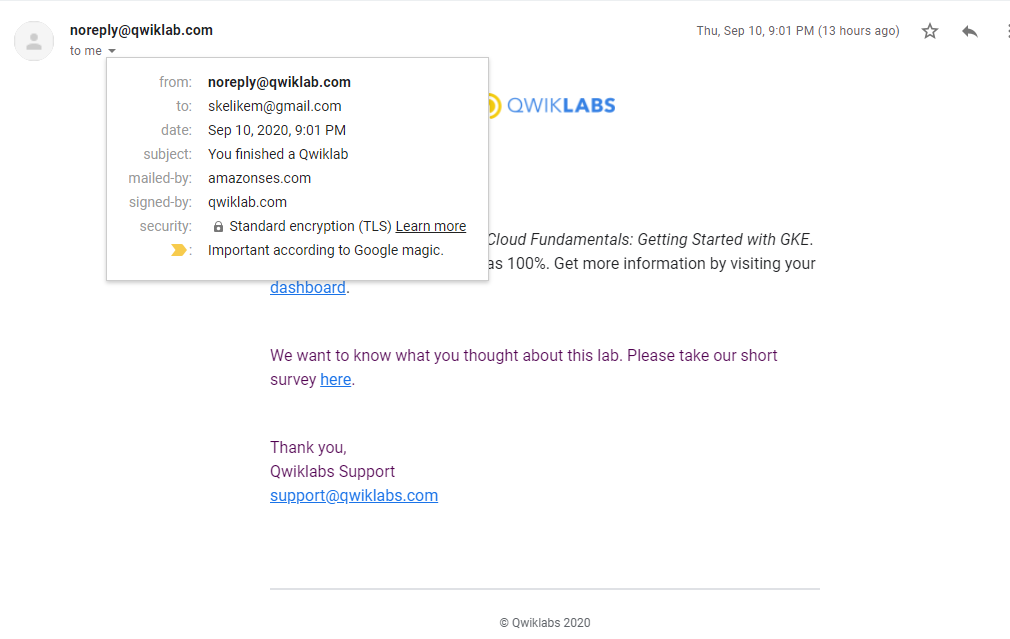 noreply@qwiklab.com
Thu, Sep 10, 9:01 PM (13 hours ago)
to me
from: noreply@qwiklab.com
to: skelikem@gmail.com
date: Sep 10, 2020, 9:01 PM
subject: You finished a Qwiklab
mailed-by: amazonses.com
signed-by: qwiklab.com
security: Standard encryption (TLS) Learn more
: Important according to Google magic.
QWIKLABS
Cloud Fundamentals: Getting Started with GKE.
as 100%. Get more information by visiting your
dashboard.
We want to know what you thought about this lab. Please take our short
survey here.
Thank you,
Qwiklabs Support
support@qwiklabs.com
© Qwiklabs 2020